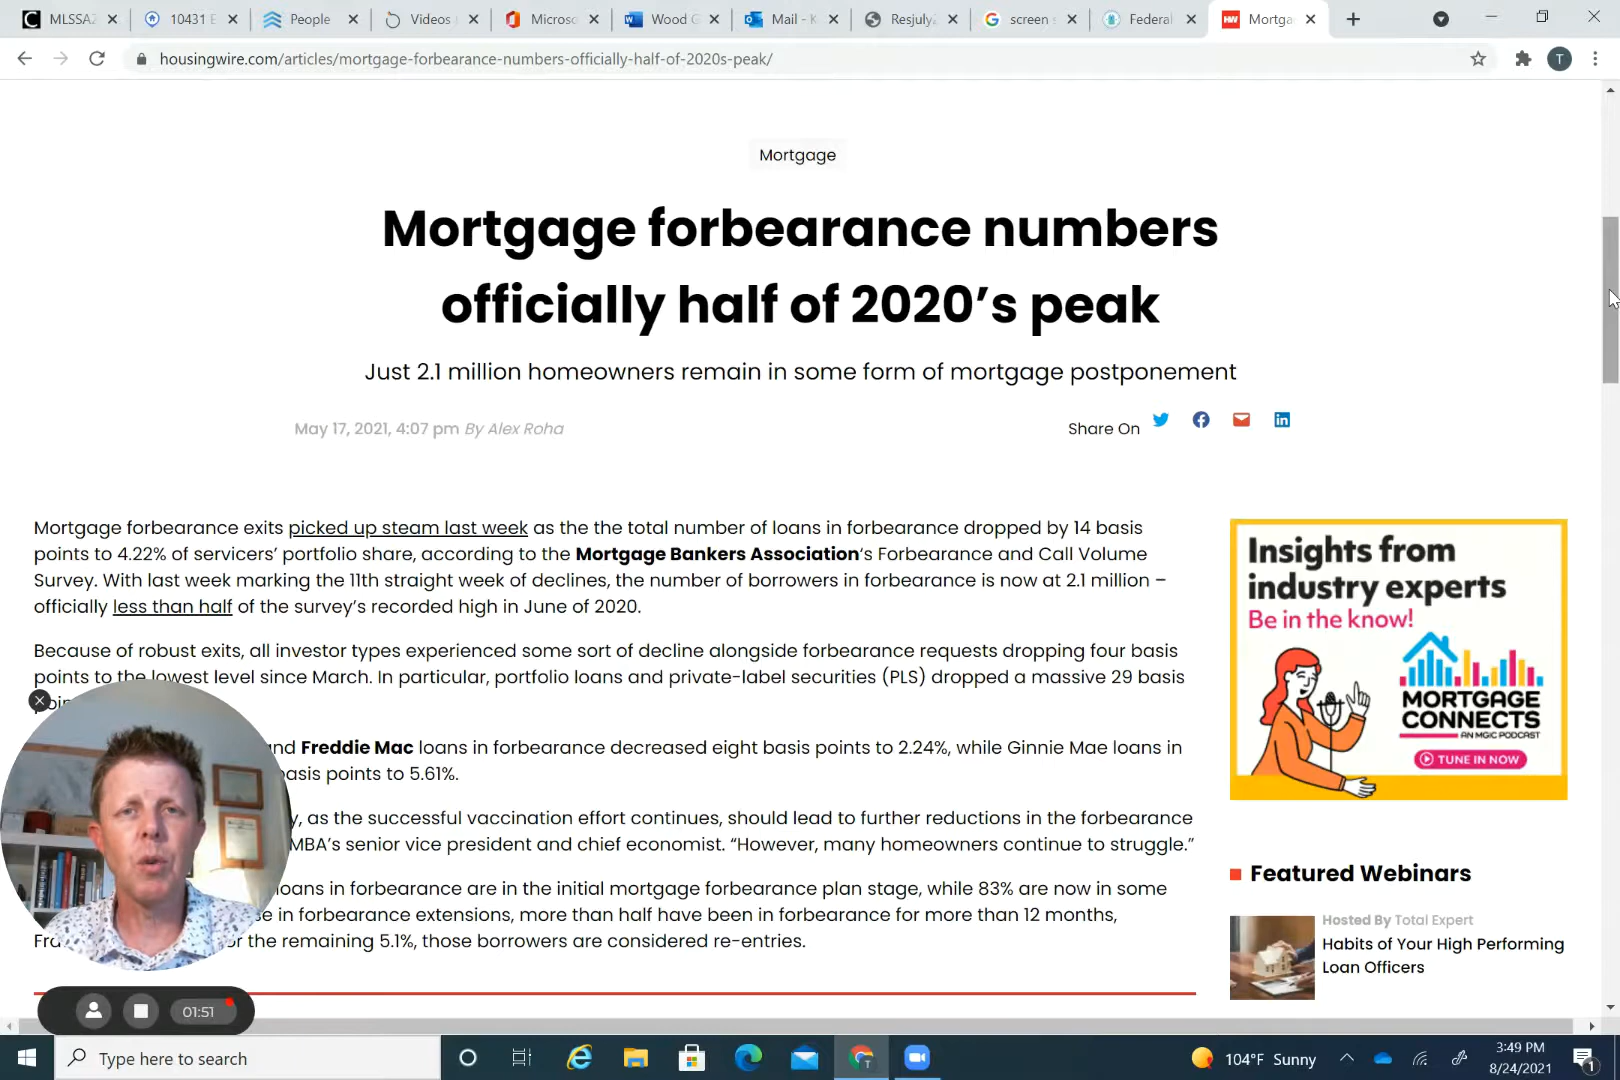 MLSSAZ
10431 E
People
Videos
Microso
Wood G
Mail - K
Resjuly
screen s
Federal
Mortga
housingwire.com/articles/mortgage-forbearance-numbers-officially-half-of-2020s-peak/
T
Mortgage
Mortgage forbearance numbers
officially half of 2020’s peak
Just 2.1 million homeowners remain in some form of mortgage postponement
May 17, 2021, 4:07 pm By Alex Roha
Share On
Mortgage forbearance exits picked up steam last week as the the total number of loans in forbearance dropped by 14 basis
points to 4.22% of servicers’ portfolio share, according to the Mortgage Bankers Association‘s Forbearance and Call Volume
Survey. With last week marking the 11th straight week of declines, the number of borrowers in forbearance is now at 2.1 million –
officially less than half of the survey’s recorded high in June of 2020.
Because of robust exits, all investor types experienced some sort of decline alongside forbearance requests dropping four basis
points to the lowest level since March. In particular, portfolio loans and private-label securities (PLS) dropped a massive 29 basis
nd Freddie Mac loans in forbearance decreased eight basis points to 2.24%, while Ginnie Mae loans in
basis points to 5.61%.
y, as the successful vaccination effort continues, should lead to further reductions in the forbearance
MBA’s senior vice president and chief economist. “However, many homeowners continue to struggle.”
loans in forbearance are in the initial mortgage forbearance plan stage, while 83% are now in some
se in forbearance extensions, more than half have been in forbearance for more than 12 months,
Fra or the remaining 5.1%, those borrowers are considered re-entries.
Insights from
industry experts
Be in the know!
MORTGAGE
CONNECTS
AN MGIC PODCAST
TUNE IN NOW
Featured Webinars
Hosted By Total Expert
Habits of Your High Performing
Loan Officers
01:51
Type here to search
104°F Sunny
3:49 PM
8/24/2021
1